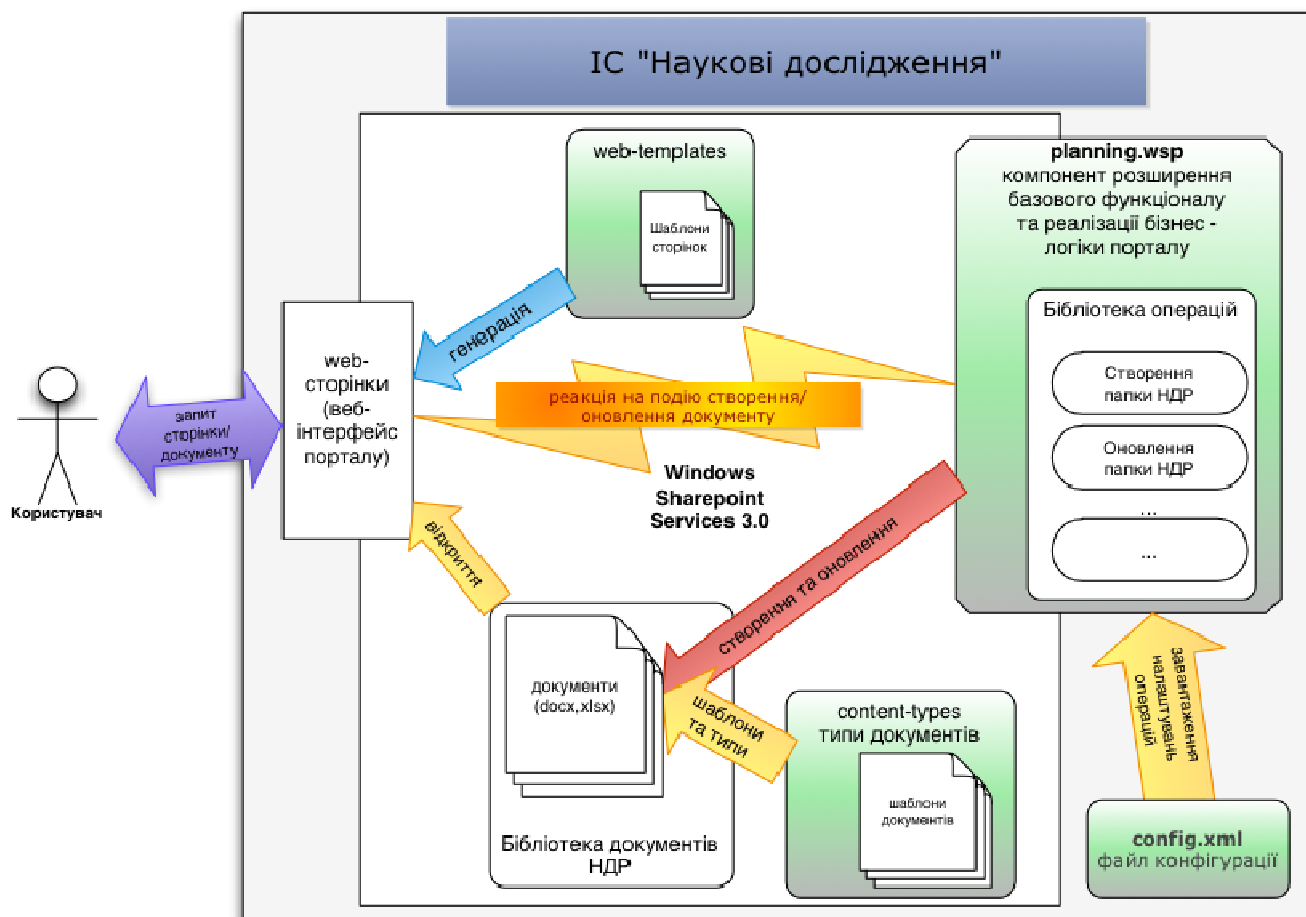 ІС "Наукові дослідження"
web-templates
Шаблони
сторінок
planning.wsp
компонент розширення
базового функціоналу
та реалізації бізнес -
логіки порталу
Бібліотека операцій
Створення
папки НДР
Оновлення
папки НДР
...
...
генерація
web-
сторінки
(веб-
інтерфейс
порталу)
запит
сторінки/
документу
Користувач
реакція на подію створення/
оновлення документу
Windows
Sharepoint
Services 3.0
відкриття
створення та оновлення
документи
(docx,xlsx)
Бібліотека документів
НДР
шаблони
та типи
content-types
типи документів
шаблони
документів
завантаження
налаштувань
операцій
config.xml
файл конфігурації